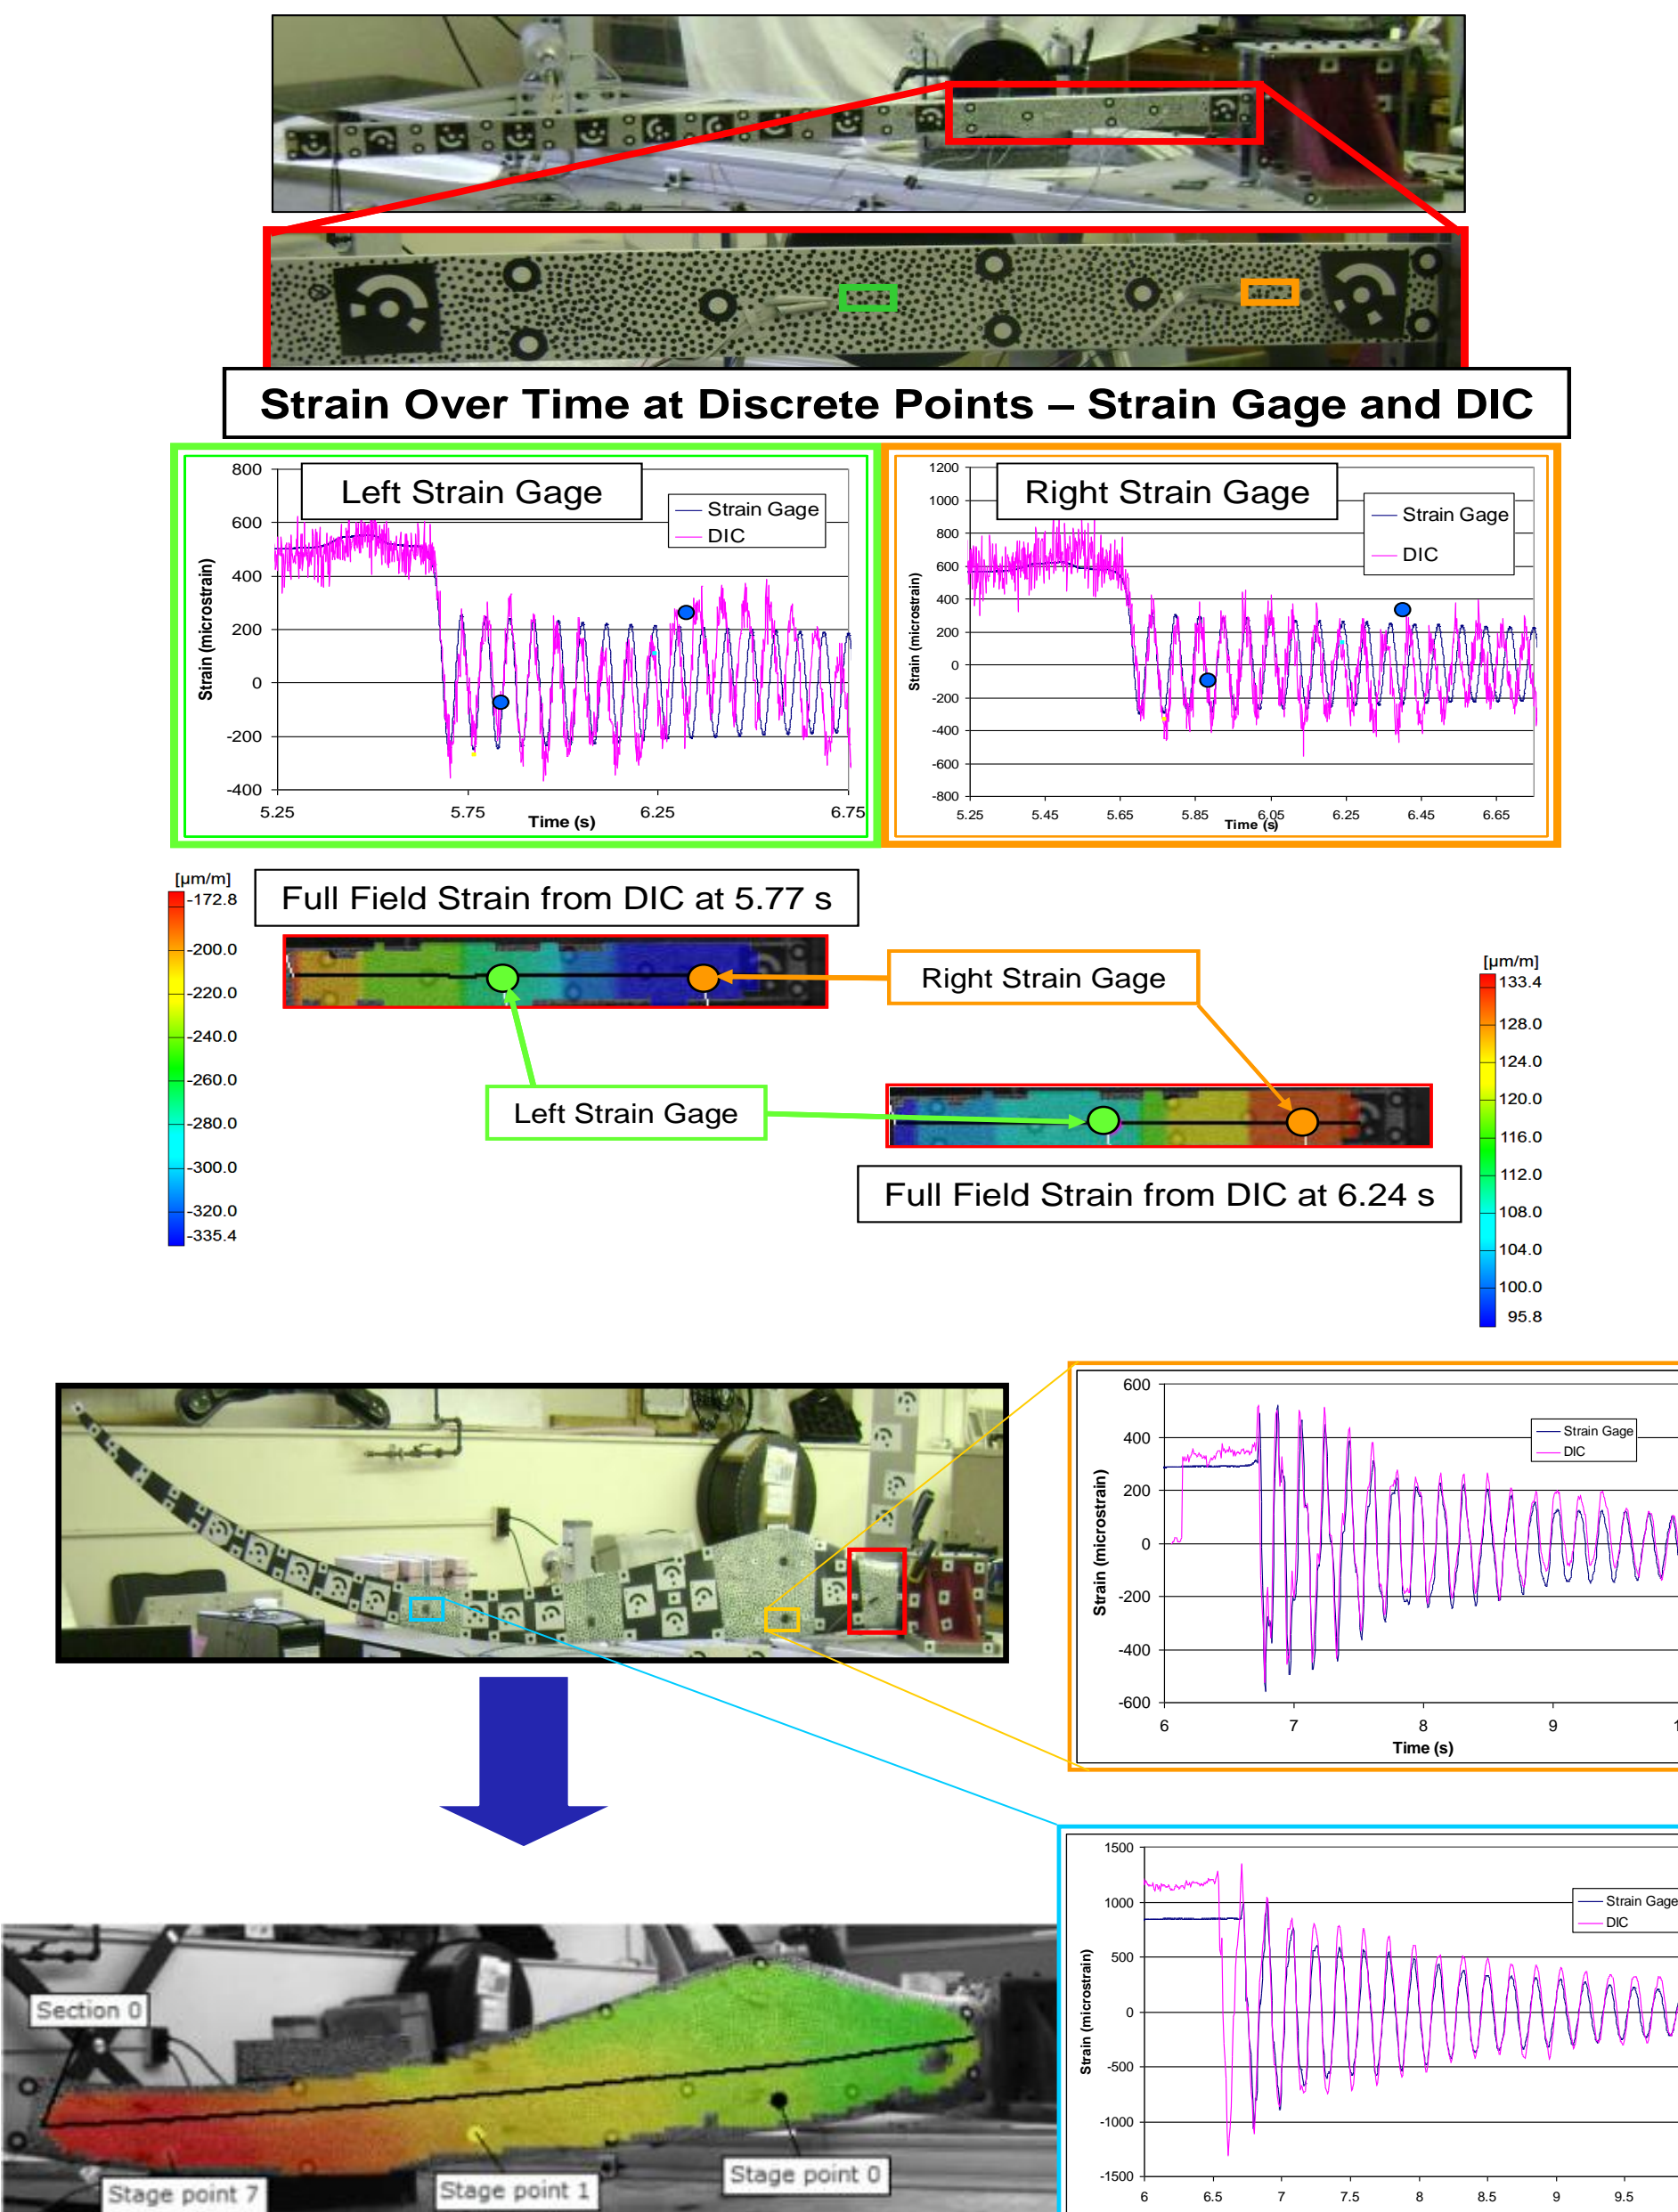 Strain Over Time at Discrete Points – Strain Gage and DIC
Left Strain Gage
Strain Gage
DIC
Strain (microstrain)
800
600
400
200
0
-200
-400
5.25
5.75
6.25
6.75
Time (s)
Right Strain Gage
Strain Gage
DIC
Strain (microstrain)
1200
1000
800
600
400
200
0
-200
-400
-600
-800
5.25
5.45
5.65
5.85
6.05
6.25
6.45
6.65
Time (s)
[µm/m]
-172.8
-200.0
-220.0
-240.0
-260.0
-280.0
-300.0
-320.0
-335.4
Full Field Strain from DIC at 5.77 s
Right Strain Gage
Left Strain Gage
Full Field Strain from DIC at 6.24 s
[µm/m]
133.4
128.0
124.0
120.0
116.0
112.0
108.0
104.0
100.0
95.8
Strain Gage
DIC
Strain (microstrain)
600
400
200
0
-200
-400
-600
6
7
8
9
1
Time (s)
Strain Gage
DIC
Strain (microstrain)
1500
1000
500
0
-500
-1000
-1500
6
6.5
7
7.5
8
8.5
9
9.5
Section 0
Stage point 7
Stage point 1
Stage point 0